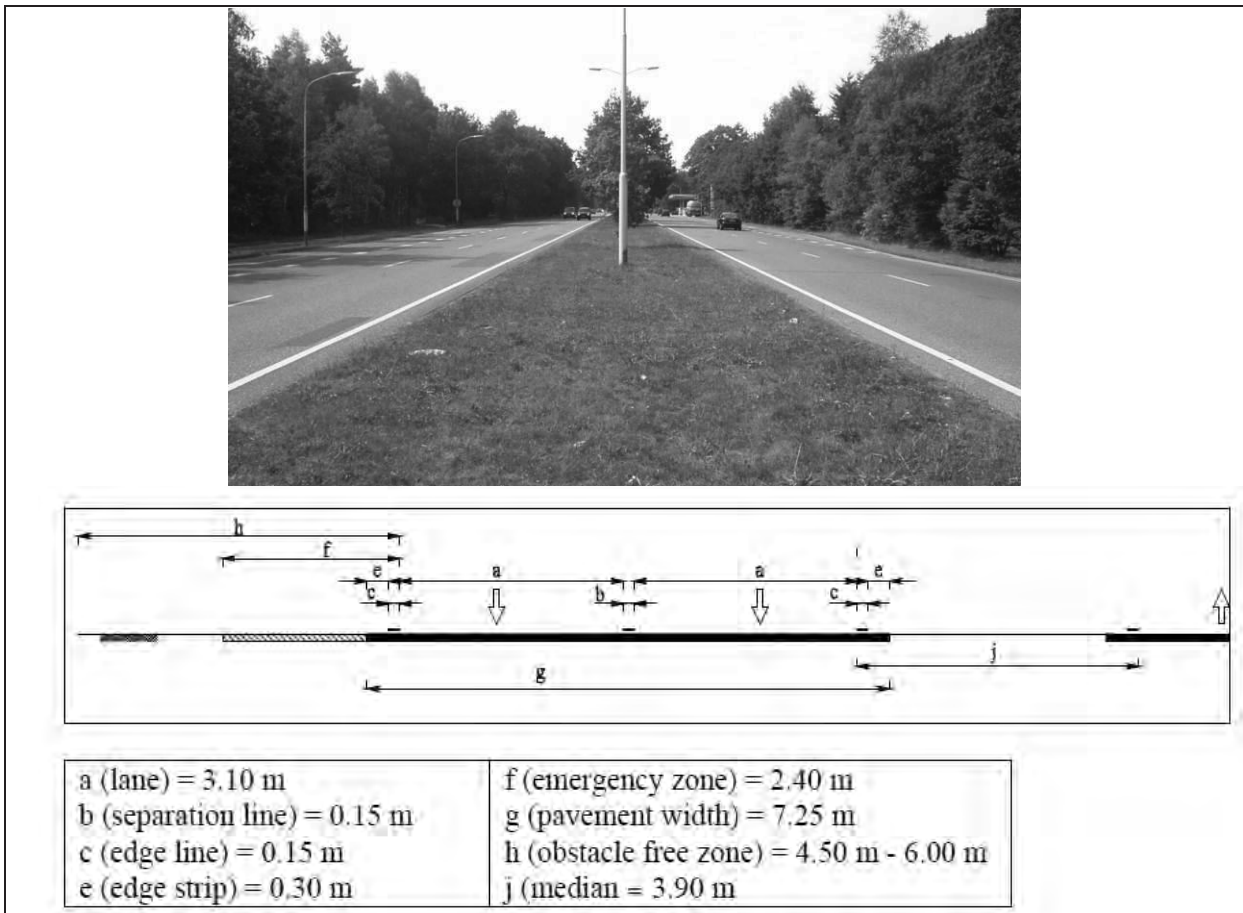 h
f
e a a e
c b c
j
g
a (lane) = 3.10 m
b (separation line) = 0.15 m
c (edge line) = 0.15 m
e (edge strip) = 0.30 m
f (emergency zone) = 2.40 m
g (pavement width) = 7.25 m
h (obstacle free zone) = 4.50 m - 6.00 m
j (median = 3.90 m